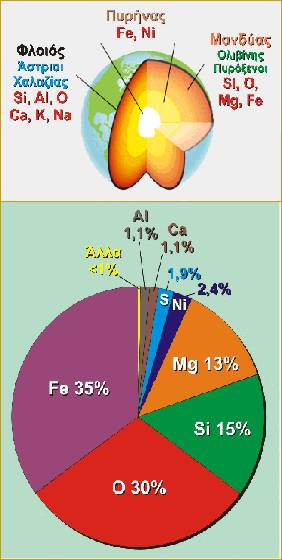 Πυρήνας
Fe, Ni
Φλοιός
Άστριοι
Χαλαζίας
Si, Al, O
Ca, K, Na
Μανδύας
Ολιβίνης
Πυρόξενοι
SI, O,
Mg, Fe
Al
1,1%
Ca
1,1%
Άλλα
<1%
1,9%
S
Ni
2,4%
Mg 13%
Fe 35%
Si 15%
O 30%